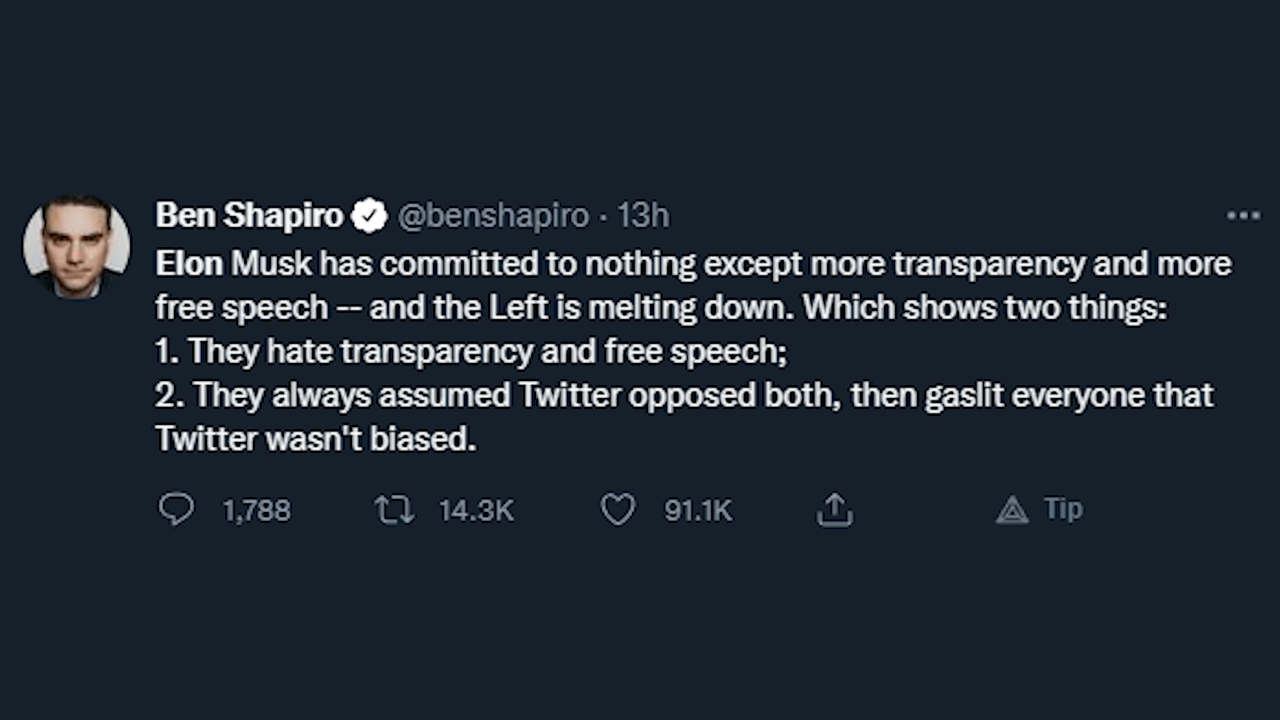 Ben Shapiro @benshapiro · 13h
Elon Musk has committed to nothing except more transparency and more
free speech -- and the Left is melting down. Which shows two things:
1. They hate transparency and free speech;
2. They always assumed Twitter opposed both, then gaslit everyone that
Twitter wasn't biased.
1,788 14.3K 91.1K Tip